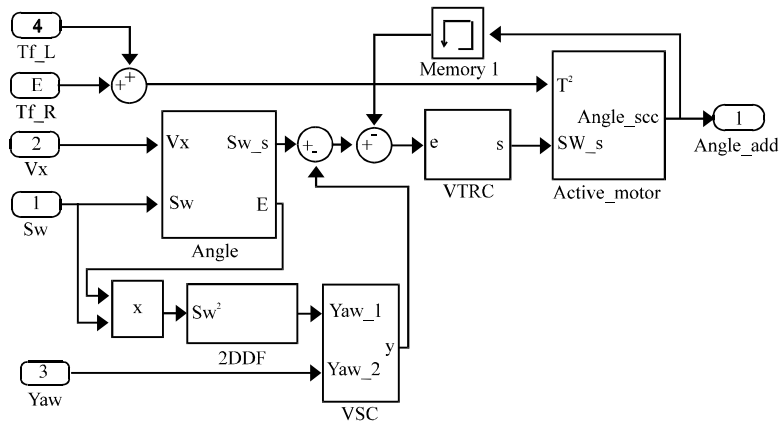 4
Tf_L
E
Tf_R
2
Vx
1
Sw
3
Yaw
+
+
Vx
Sw_s
Sw
E
Angle
+
-
+
-
Memory 1
e
s
VTRC
T²
Angle_scc
SW_s
Active_motor
1
Angle_add
x
Sw²
2DDF
Yaw_1
y
Yaw_2
VSC